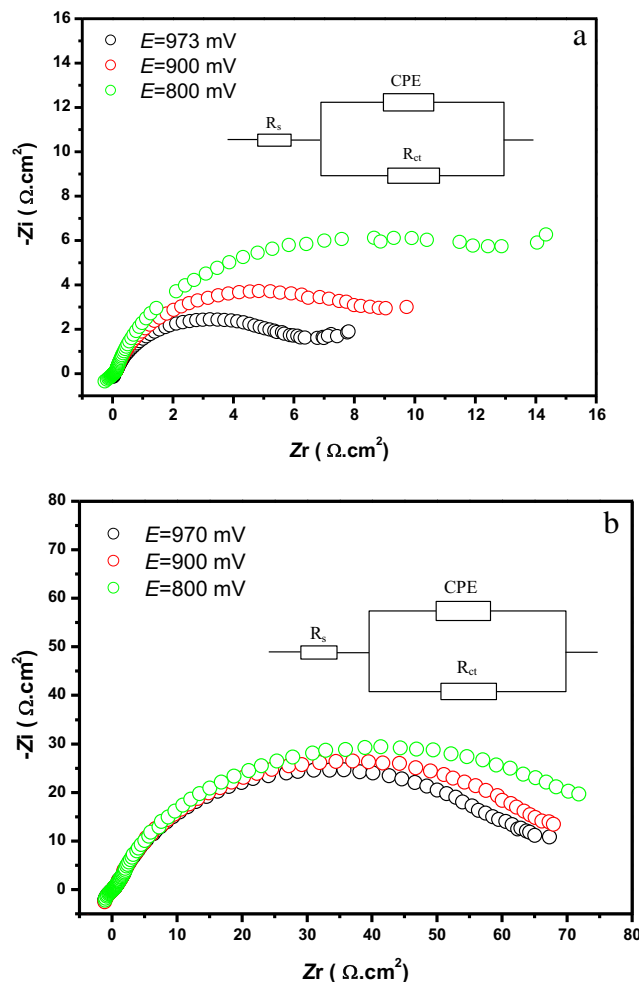 a
E=973 mV
E=900 mV
E=800 mV
CPE
Rs
Rct
16
14
12
10
8
6
4
2
0
-Zi ( Ω.cm²)
0 2 4 6 8 10 12 14 16
Zr ( Ω.cm²)
b
E=970 mV
E=900 mV
E=800 mV
CPE
Rs
Rct
80
70
60
50
40
30
20
10
0
-Zi ( Ω.cm²)
0 10 20 30 40 50 60 70 80
Zr ( Ω.cm²)